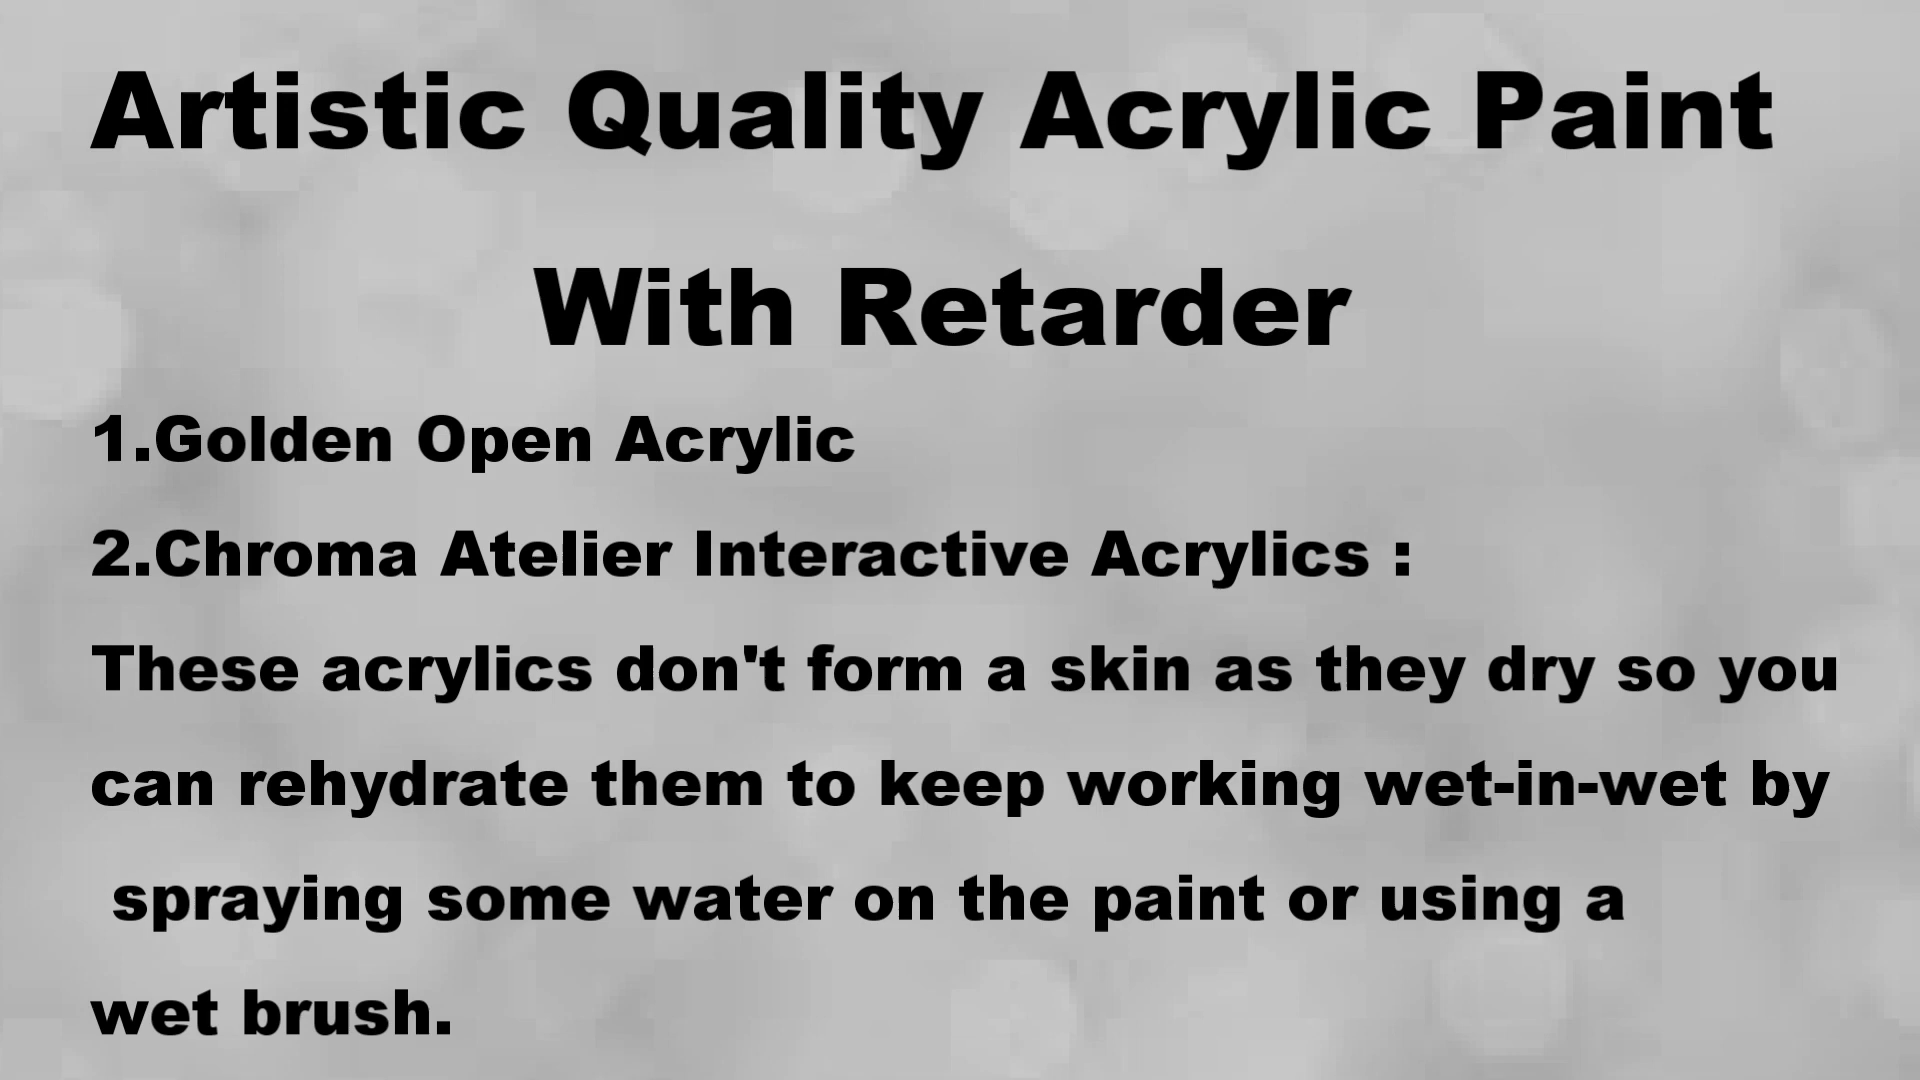 Artistic Quality Acrylic Paint
With Retarder
1.Golden Open Acrylic
2.Chroma Atelier Interactive Acrylics :
These acrylics don't form a skin as they dry so you
can rehydrate them to keep working wet-in-wet by
spraying some water on the paint or using a
wet brush.